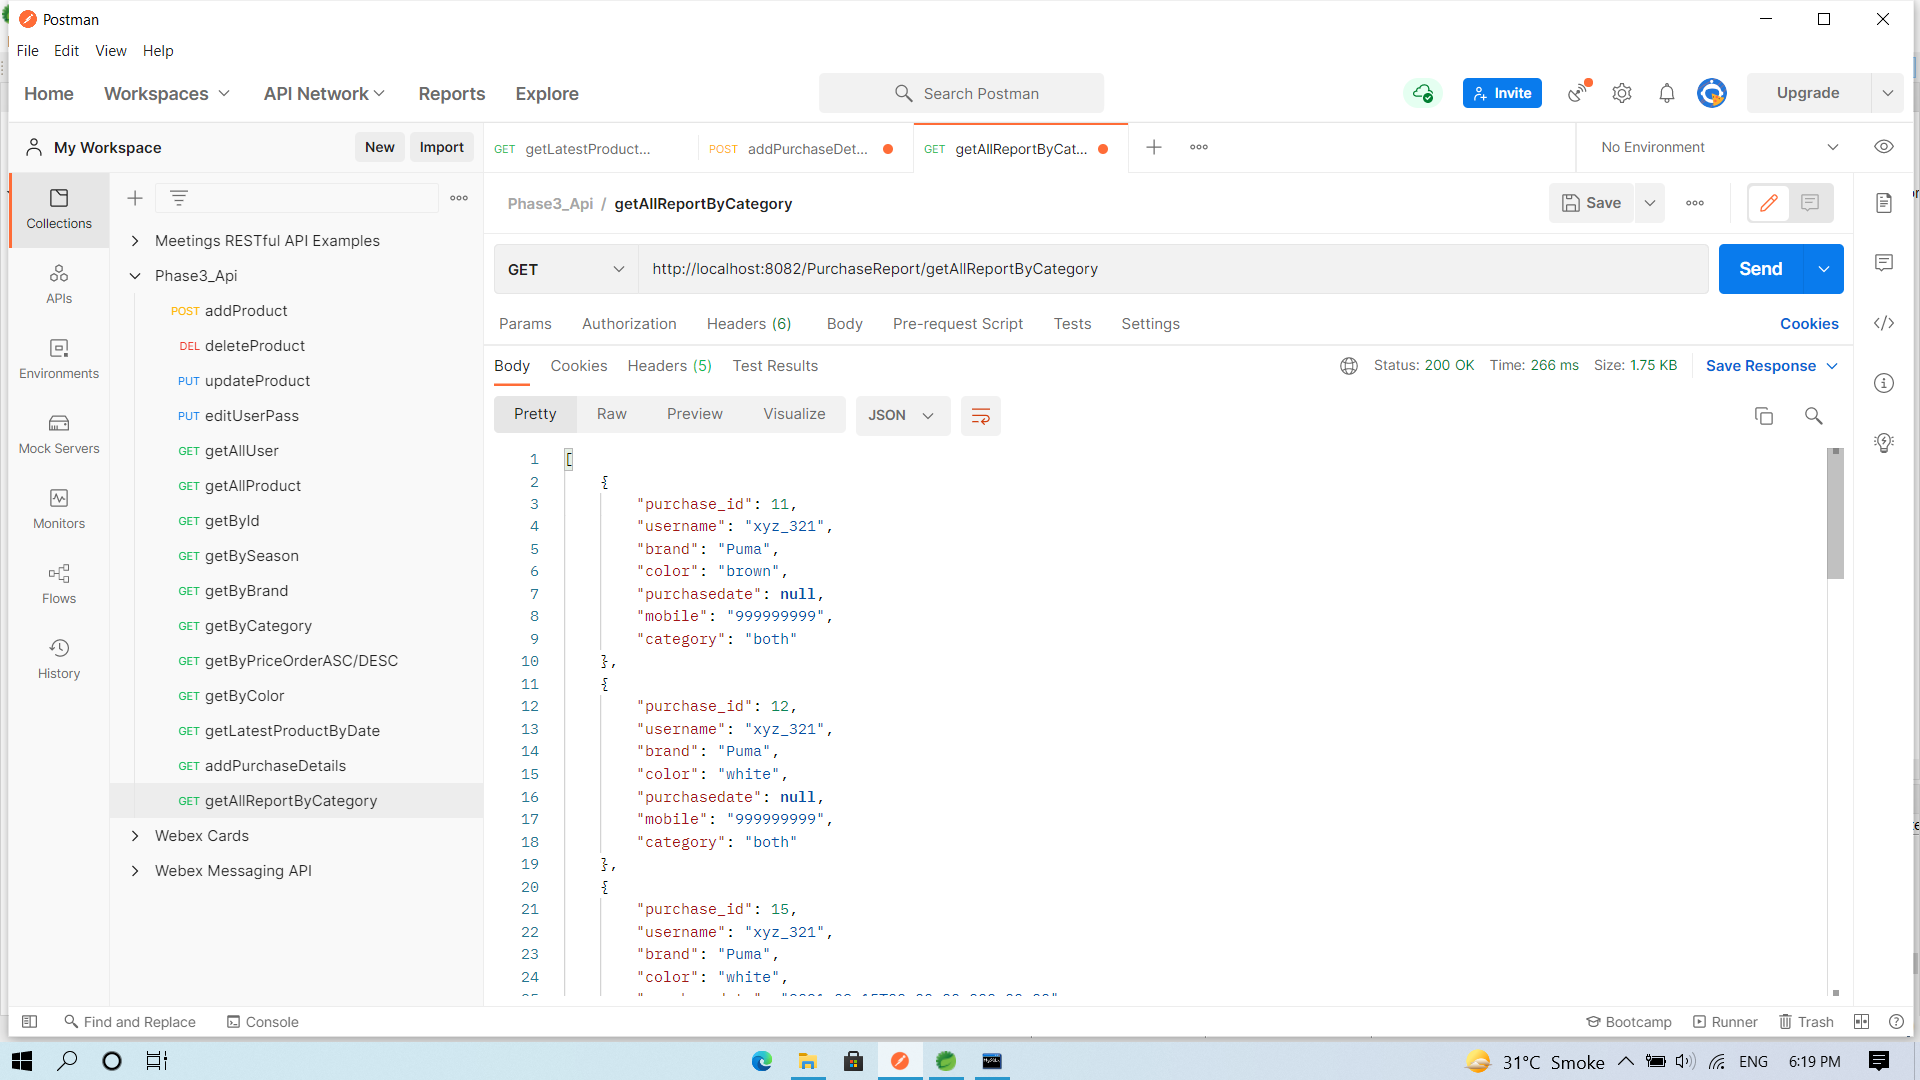 Postman
File Edit View Help
Home Workspaces API Network Reports Explore
Search Postman
Invite
Upgrade
My Workspace
New
Import
GET getLatestProduct...
POST addPurchaseDet...
GET getAllReportByCat...
No Environment
Collections
APIs
Environments
Mock Servers
Monitors
Flows
History
Meetings RESTful API Examples
Phase3_Api
POST addProduct
DEL deleteProduct
PUT updateProduct
PUT editUserPass
GET getAllUser
GET getAllProduct
GET getById
GET getBySeason
GET getByBrand
GET getByCategory
GET getByPriceOrderASC/DESC
GET getByColor
GET getLatestProductByDate
GET addPurchaseDetails
GET getAllReportByCategory
Webex Cards
Webex Messaging API
Phase3_Api / getAllReportByCategory
Save
GET
http://localhost:8082/PurchaseReport/getAllReportByCategory
Send
Params Authorization Headers (6) Body Pre-request Script Tests Settings
Cookies
Body Cookies Headers (5) Test Results
Status: 200 OK Time: 266 ms Size: 1.75 KB
Save Response
Pretty Raw Preview Visualize
JSON
1 [
2 {
3 "purchase_id": 11,
4 "username": "xyz_321",
5 "brand": "Puma",
6 "color": "brown",
7 "purchasedate": null,
8 "mobile": "999999999",
9 "category": "both"
10 },
11 {
12 "purchase_id": 12,
13 "username": "xyz_321",
14 "brand": "Puma",
15 "color": "white",
16 "purchasedate": null,
17 "mobile": "999999999",
18 "category": "both"
19 },
20 {
21 "purchase_id": 15,
22 "username": "xyz_321",
23 "brand": "Puma",
24 "color": "white",
Find and Replace
Console
Bootcamp
Runner
Trash
31°C Smoke
ENG
6:19 PM